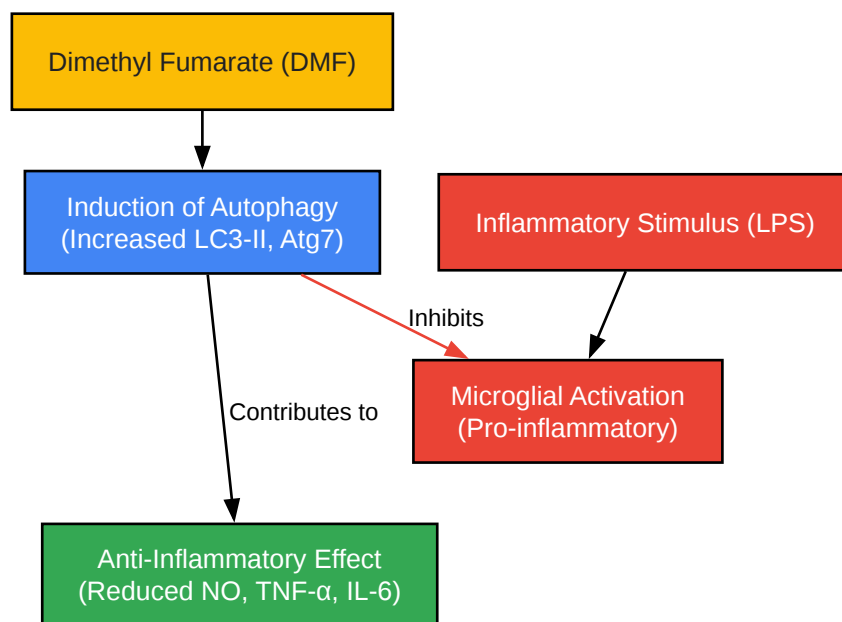 Dimethyl Fumarate (DMF)
Induction of Autophagy
(Increased LC3-II, Atg7)
Inflammatory Stimulus (LPS)
Inhibits
Microglial Activation
(Pro-inflammatory)
Contributes to
Anti-Inflammatory Effect
(Reduced NO, TNF-α, IL-6)